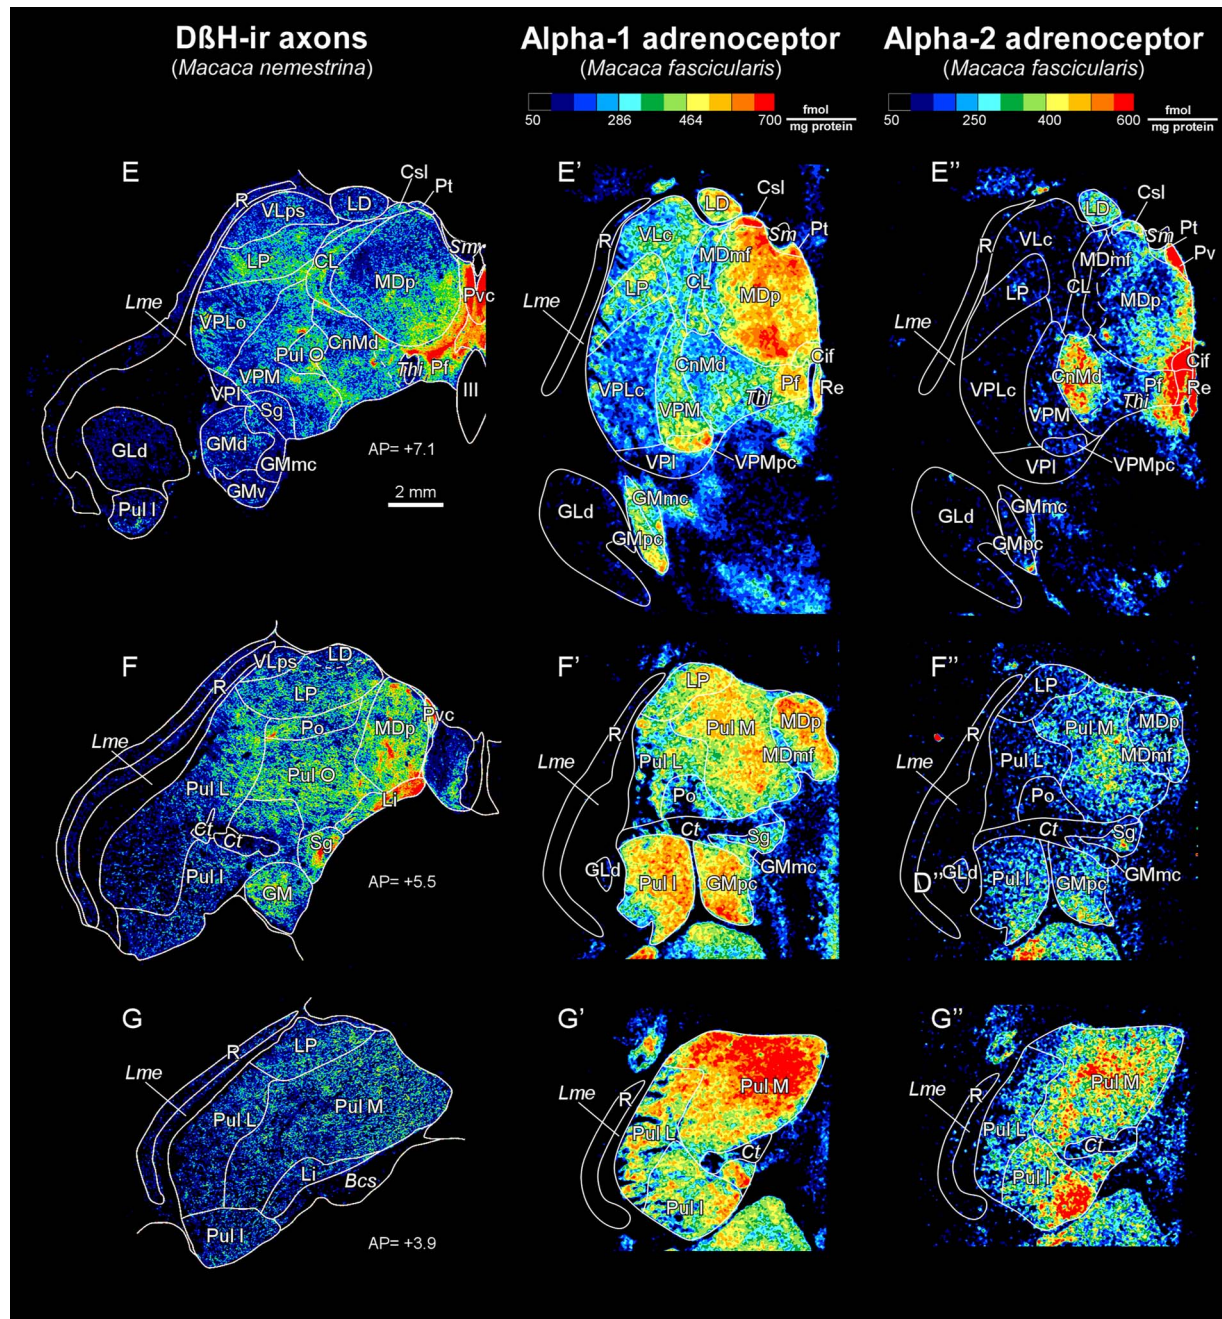 DßH-ir axons
(Macaca nemestrina)
Alpha-1 adrenoceptor
(Macaca fascicularis)
50 286 464 700 fmol
mg protein
Alpha-2 adrenoceptor
(Macaca fascicularis)
50 250 400 600 fmol
mg protein
E
R
VLps
LD
Csl
Pt
LP
CL
Smr
MDp
Pvc
Lme
VPLo
CnMd
Pul O
Thi
Pf
VPM
VPI
III
Sg
GLd
GMd
GMmc
GMv
Pul I
AP= +7.1
2 mm
E’
LD
Csl
R
VLc
Sm
Pt
MDmf
LP
CL
MDp
Lme
CnMd
Cif
VPLc
Pf
Re
Thi
VPM
VPI
VPMpc
GLd
GMmc
GMpc
E’’
LD
Csl
R
VLc
Sm
Pt
MDmf
Pv
LP
CL
MDp
Lme
Cif
CnMd
VPLc
Pf
Re
Thi
VPM
VPI
VPMpc
GLd
GMmc
GMpc
F
VLps
LD
R
LP
Pvc
Po
MDp
Lme
Pul O
Pul L
Li
Ct
Ct
Sg
Pul I
GM
AP= +5.5
F’
LP
R
Pul M
MDp
Lme
Pul L
MDmf
Po
Ct
Sg
GLd
Pul I
GMpc
GMmc
F’’
LP
R
Pul M
MDp
Lme
Pul L
MDmf
Po
Ct
Sg
GLd
D’’
Pul I
GMpc
GMmc
G
R
LP
Lme
Pul L
Pul M
Li
Bcs
Pul I
AP= +3.9
G’
Lme
R
Pul M
Pul L
Ct
Pul I
G’’
Lme
R
Pul M
Pul L
Ct
Pul I